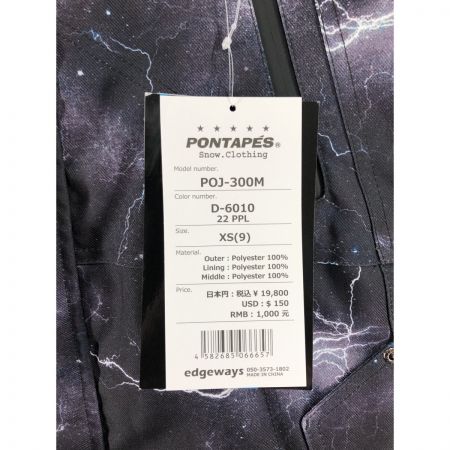 ★ ★ ★ ★ ★
PONTAPÉS®
Snow.Clothing
Model number.
POJ-300M
Color number.
D-6010
22 PPL
Size.
XS(9)
Material.
Outer : Polyester 100%
Lining : Polyester 100%
Middle : Polyester 100%
Price.
日本円 : 税込 ¥ 19,800
USD : $ 150
RMB : 1,000 元
4 582685 066657
edgeways 050-3573-1802
MADE IN CHINA